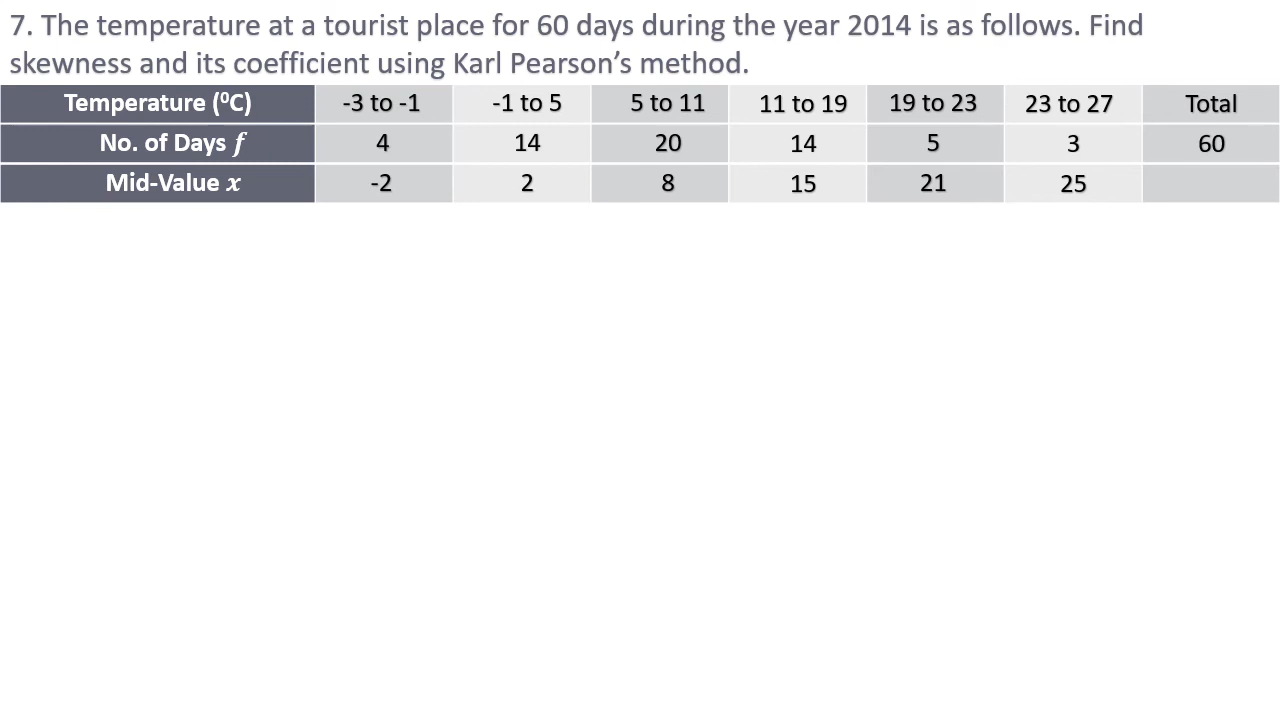 7. The temperature at a tourist place for 60 days during the year 2014 is as follows. Find
skewness and its coefficient using Karl Pearson’s method.
Temperature (⁰C) -3 to -1 -1 to 5 5 to 11 11 to 19 19 to 23 23 to 27 Total
No. of Days f 4 14 20 14 5 3 60
Mid-Value x -2 2 8 15 21 25